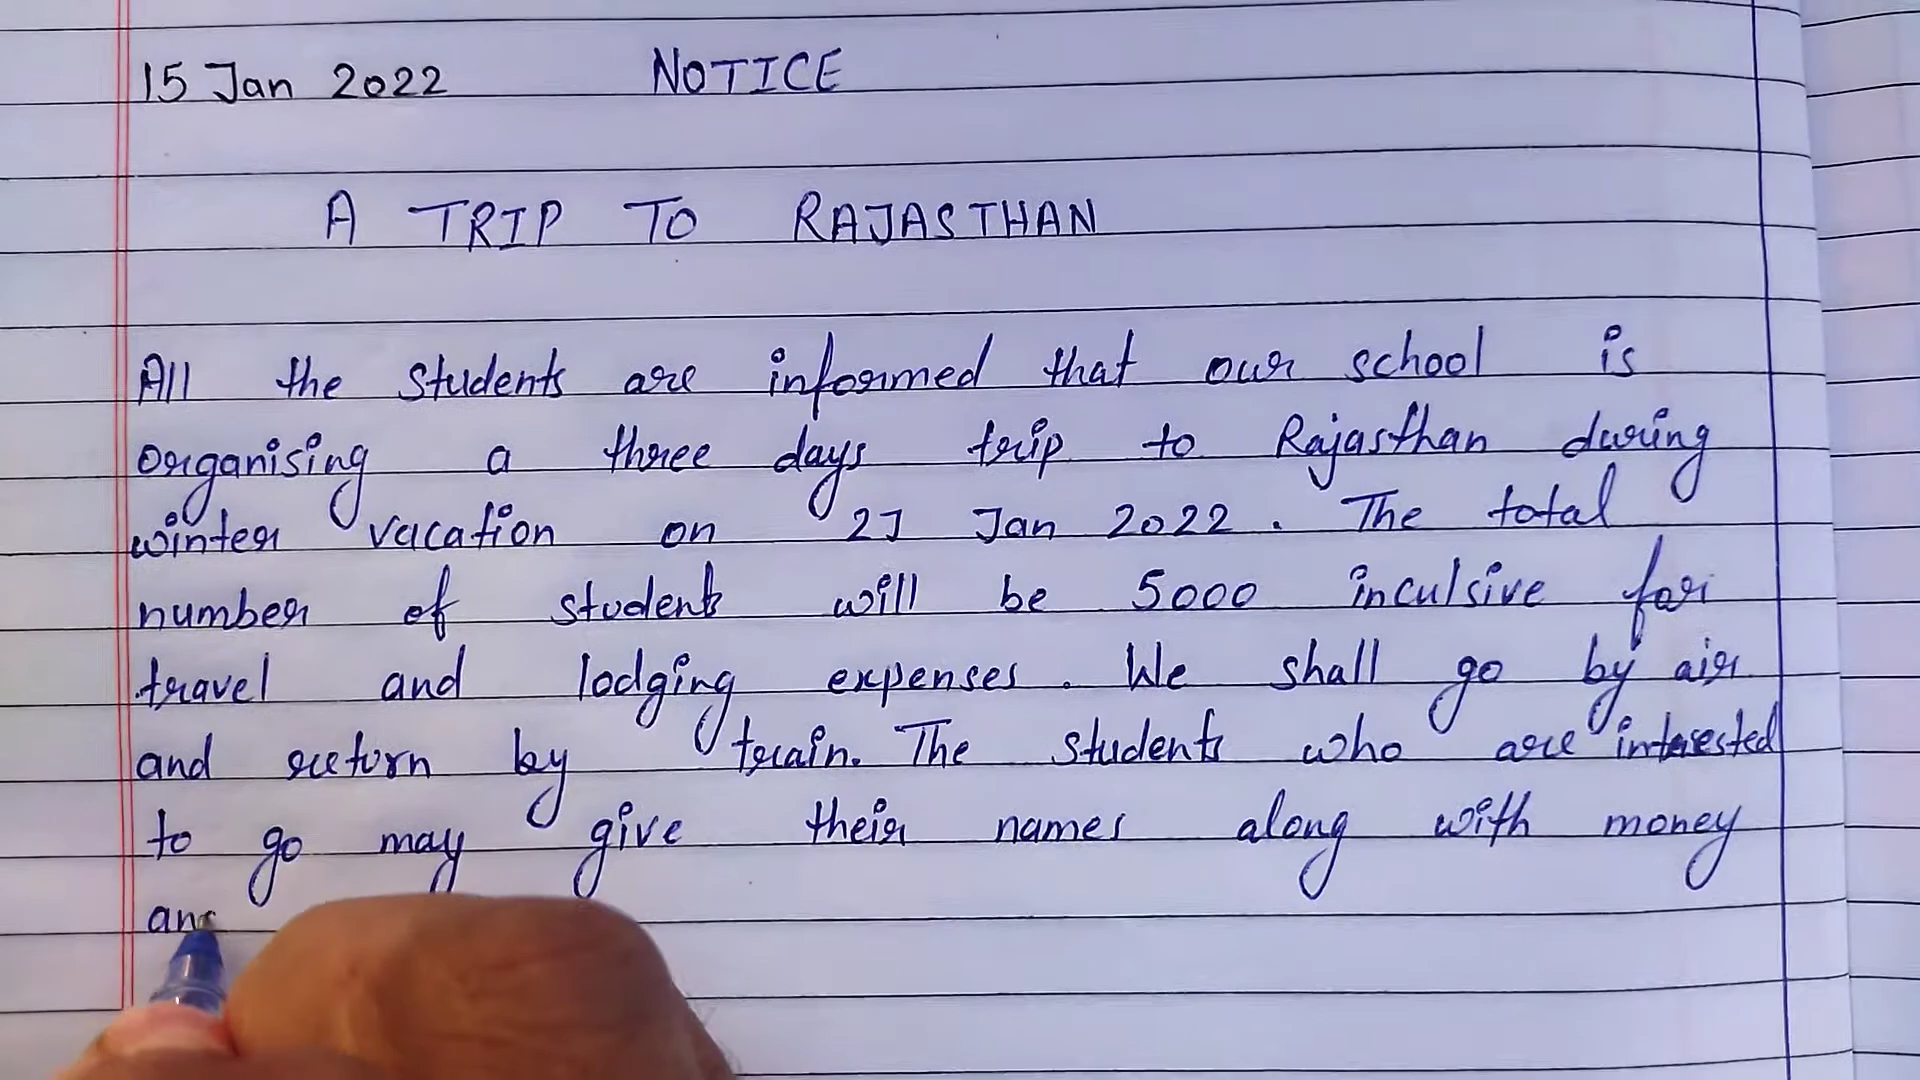 15 Jan 2022 NOTICE
A TRIP TO RAJASTHAN
All the students are informed that our school is
organising a three days trip to Rajasthan during
winter vacation on 27 Jan 2022. The total
number of students will be 5000 inculsive for
travel and lodging expenses. We shall go by air
and return by train. The students who are interested
to go may give their names along with money